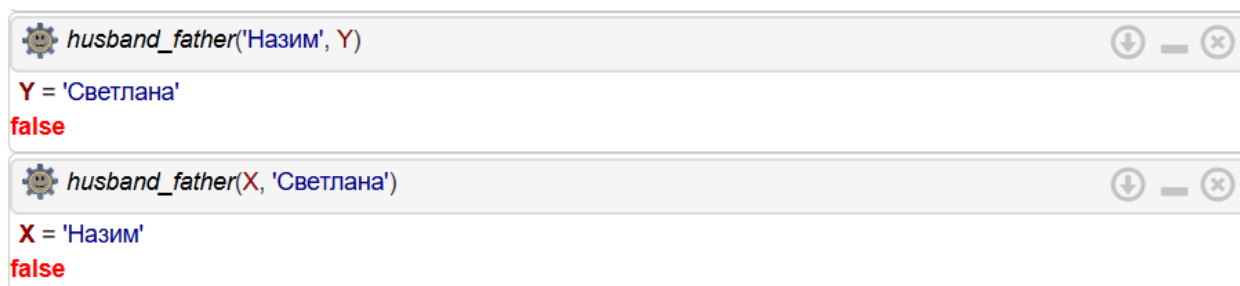 husband_father('Назим', Y)
Y = 'Светлана'
false
husband_father(X, 'Светлана')
X = 'Назим'
false